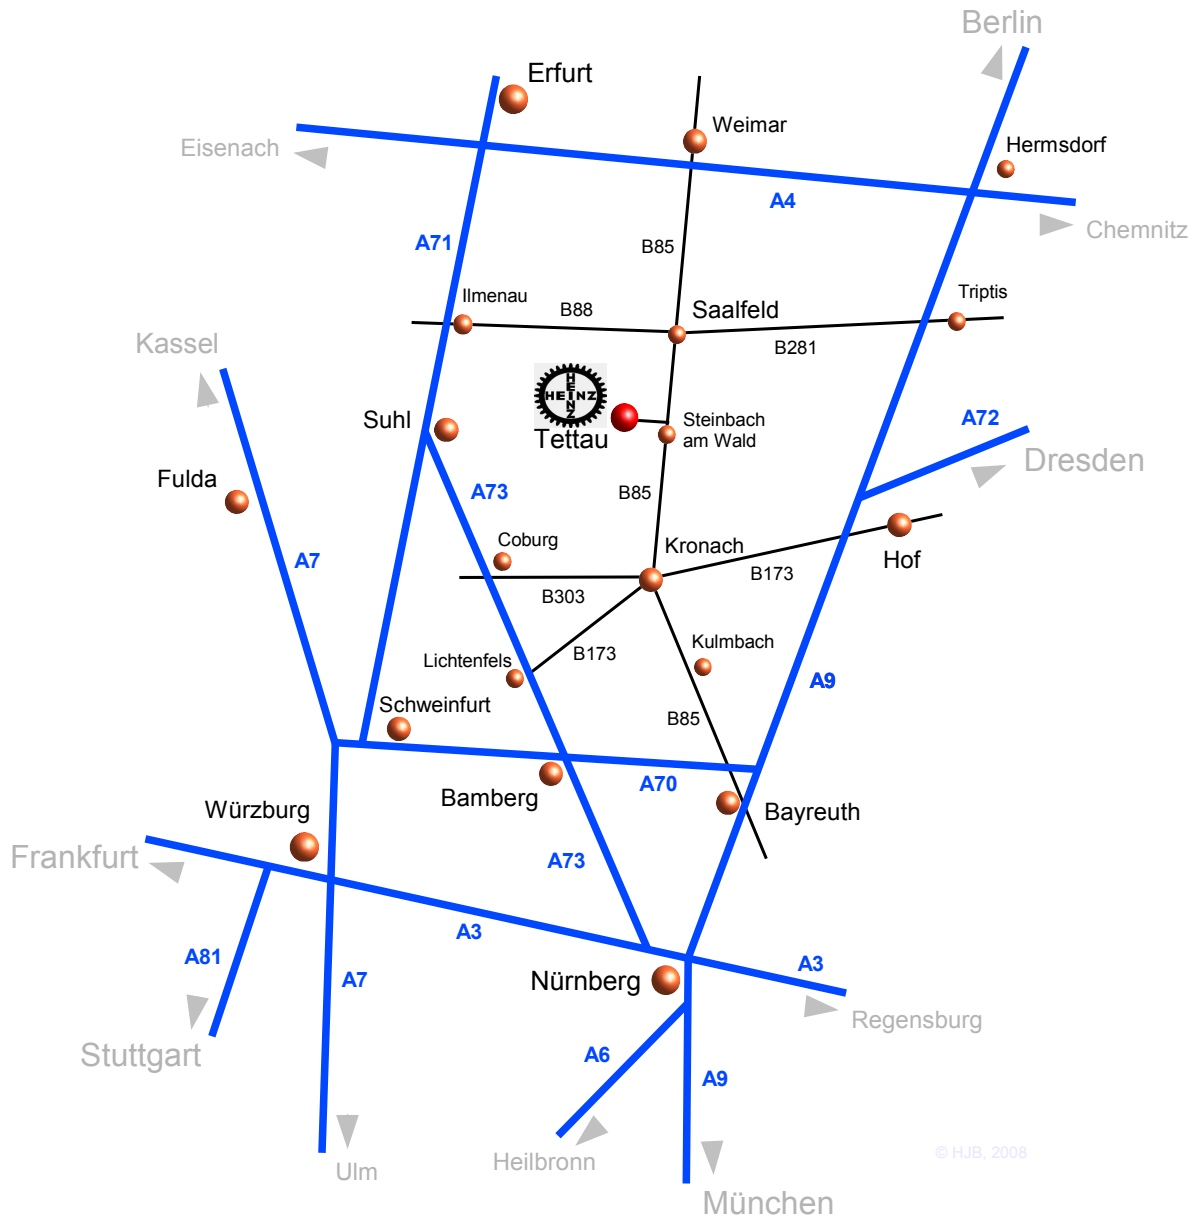 Berlin
Erfurt
Weimar
Hermsdorf
Eisenach
A4
Chemnitz
A71
B85
Ilmenau
B88
Saalfeld
Triptis
B281
Kassel
HEINZ
HEINZ
Suhl
Tettau
Steinbach
am Wald
A72
Dresden
Fulda
A73
B85
Coburg
Kronach
Hof
A7
B303
B173
Lichtenfels
B173
Kulmbach
A9
Schweinfurt
B85
A70
Bamberg
Würzburg
Bayreuth
Frankfurt
A73
A3
A81
A7
Nürnberg
A3
Regensburg
Stuttgart
A6
A9
Ulm
Heilbronn
© HJB, 2008
München